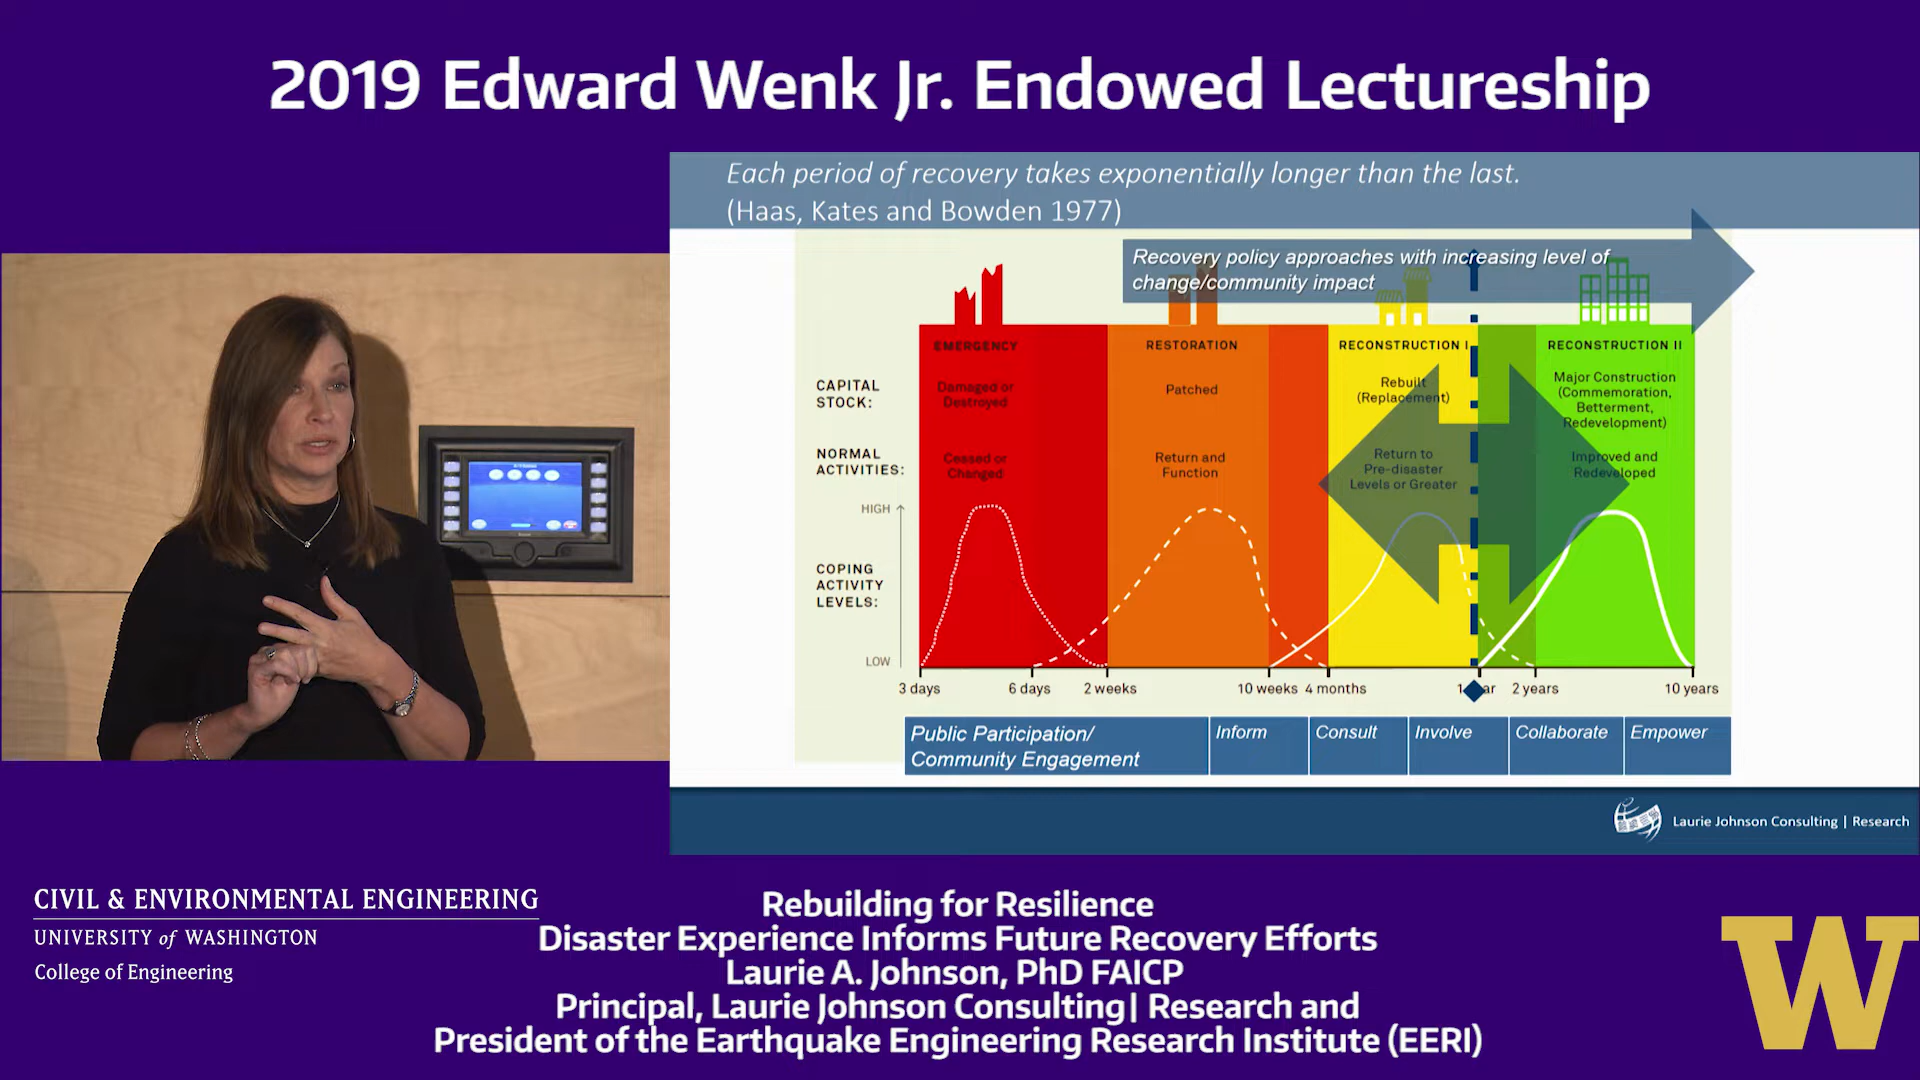 2019 Edward Wenk Jr. Endowed Lectureship
Each period of recovery takes exponentially longer than the last.
(Haas, Kates and Bowden 1977)
Recovery policy approaches with increasing level of
change/community impact
EMERGENCY
RESTORATION
RECONSTRUCTION I
RECONSTRUCTION II
CAPITAL
STOCK:
Damaged or
Destroyed
Patched
Rebuilt
(Replacement)
Major Construction
(Commemoration,
Betterment,
Redevelopment)
NORMAL
ACTIVITIES:
Ceased or
Changed
Return and
Function
Return to
Pre-disaster
Levels or Greater
Improved and
Redeveloped
HIGH
COPING
ACTIVITY
LEVELS:
LOW
3 days
6 days
2 weeks
10 weeks
4 months
2 years
10 years
Public Participation/
Community Engagement
Inform
Consult
Involve
Collaborate
Empower
Laurie Johnson Consulting | Research
CIVIL & ENVIRONMENTAL ENGINEERING
UNIVERSITY of WASHINGTON
College of Engineering
Rebuilding for Resilience
Disaster Experience Informs Future Recovery Efforts
Laurie A. Johnson, PhD FAICP
Principal, Laurie Johnson Consulting| Research and
President of the Earthquake Engineering Research Institute (EERI)
W